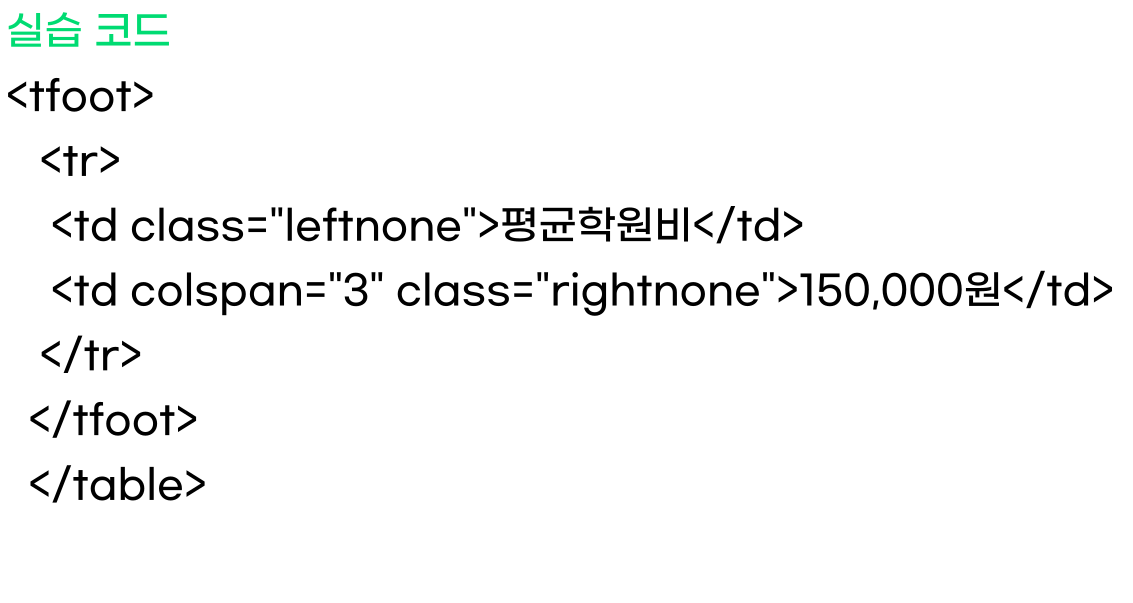 실습 코드
<tfoot>
<tr>
<td class="leftnone">평균학원비</td>
<td colspan="3" class="rightnone">150,000원</td>
</tr>
</tfoot>
</table>